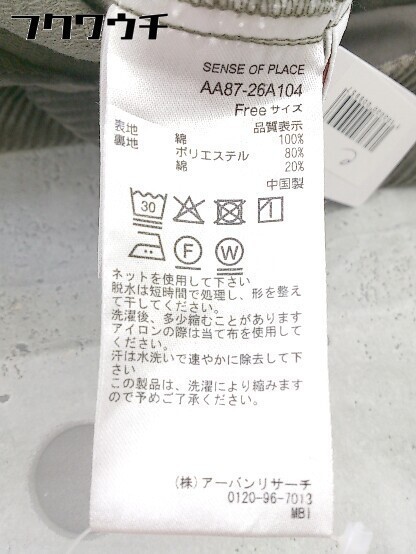 フクワウチ
SENSE OF PLACE
AA87-26A104
Free サイズ
品質表示
表地 綿 100%
裏地 ポリエステル 80%
綿 20%
中国製
30
F W
ネットを使用して下さい
脱水は短時間で処理し、形を整え
て干してください。
洗濯後、多少縮むことがあります
アイロンの際は当て布を使用して
ください。
汗は水洗いで速やかに除去して下
さい
この製品は、洗濯により縮みます
ので予めご了承ください。
(株) アーバンリサーチ
0120-96-7013
MBI